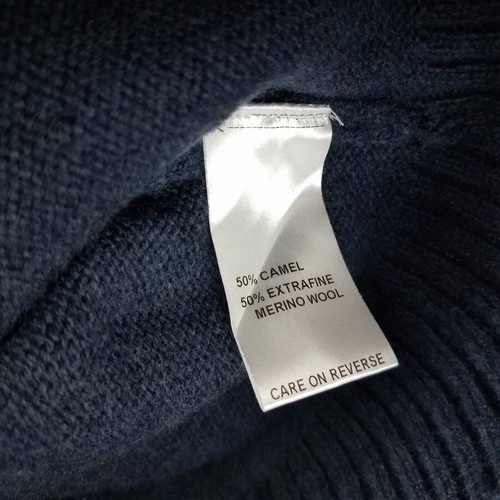 50% CAMEL
50% EXTRAFINE
MERINO WOOL
CARE ON REVERSE